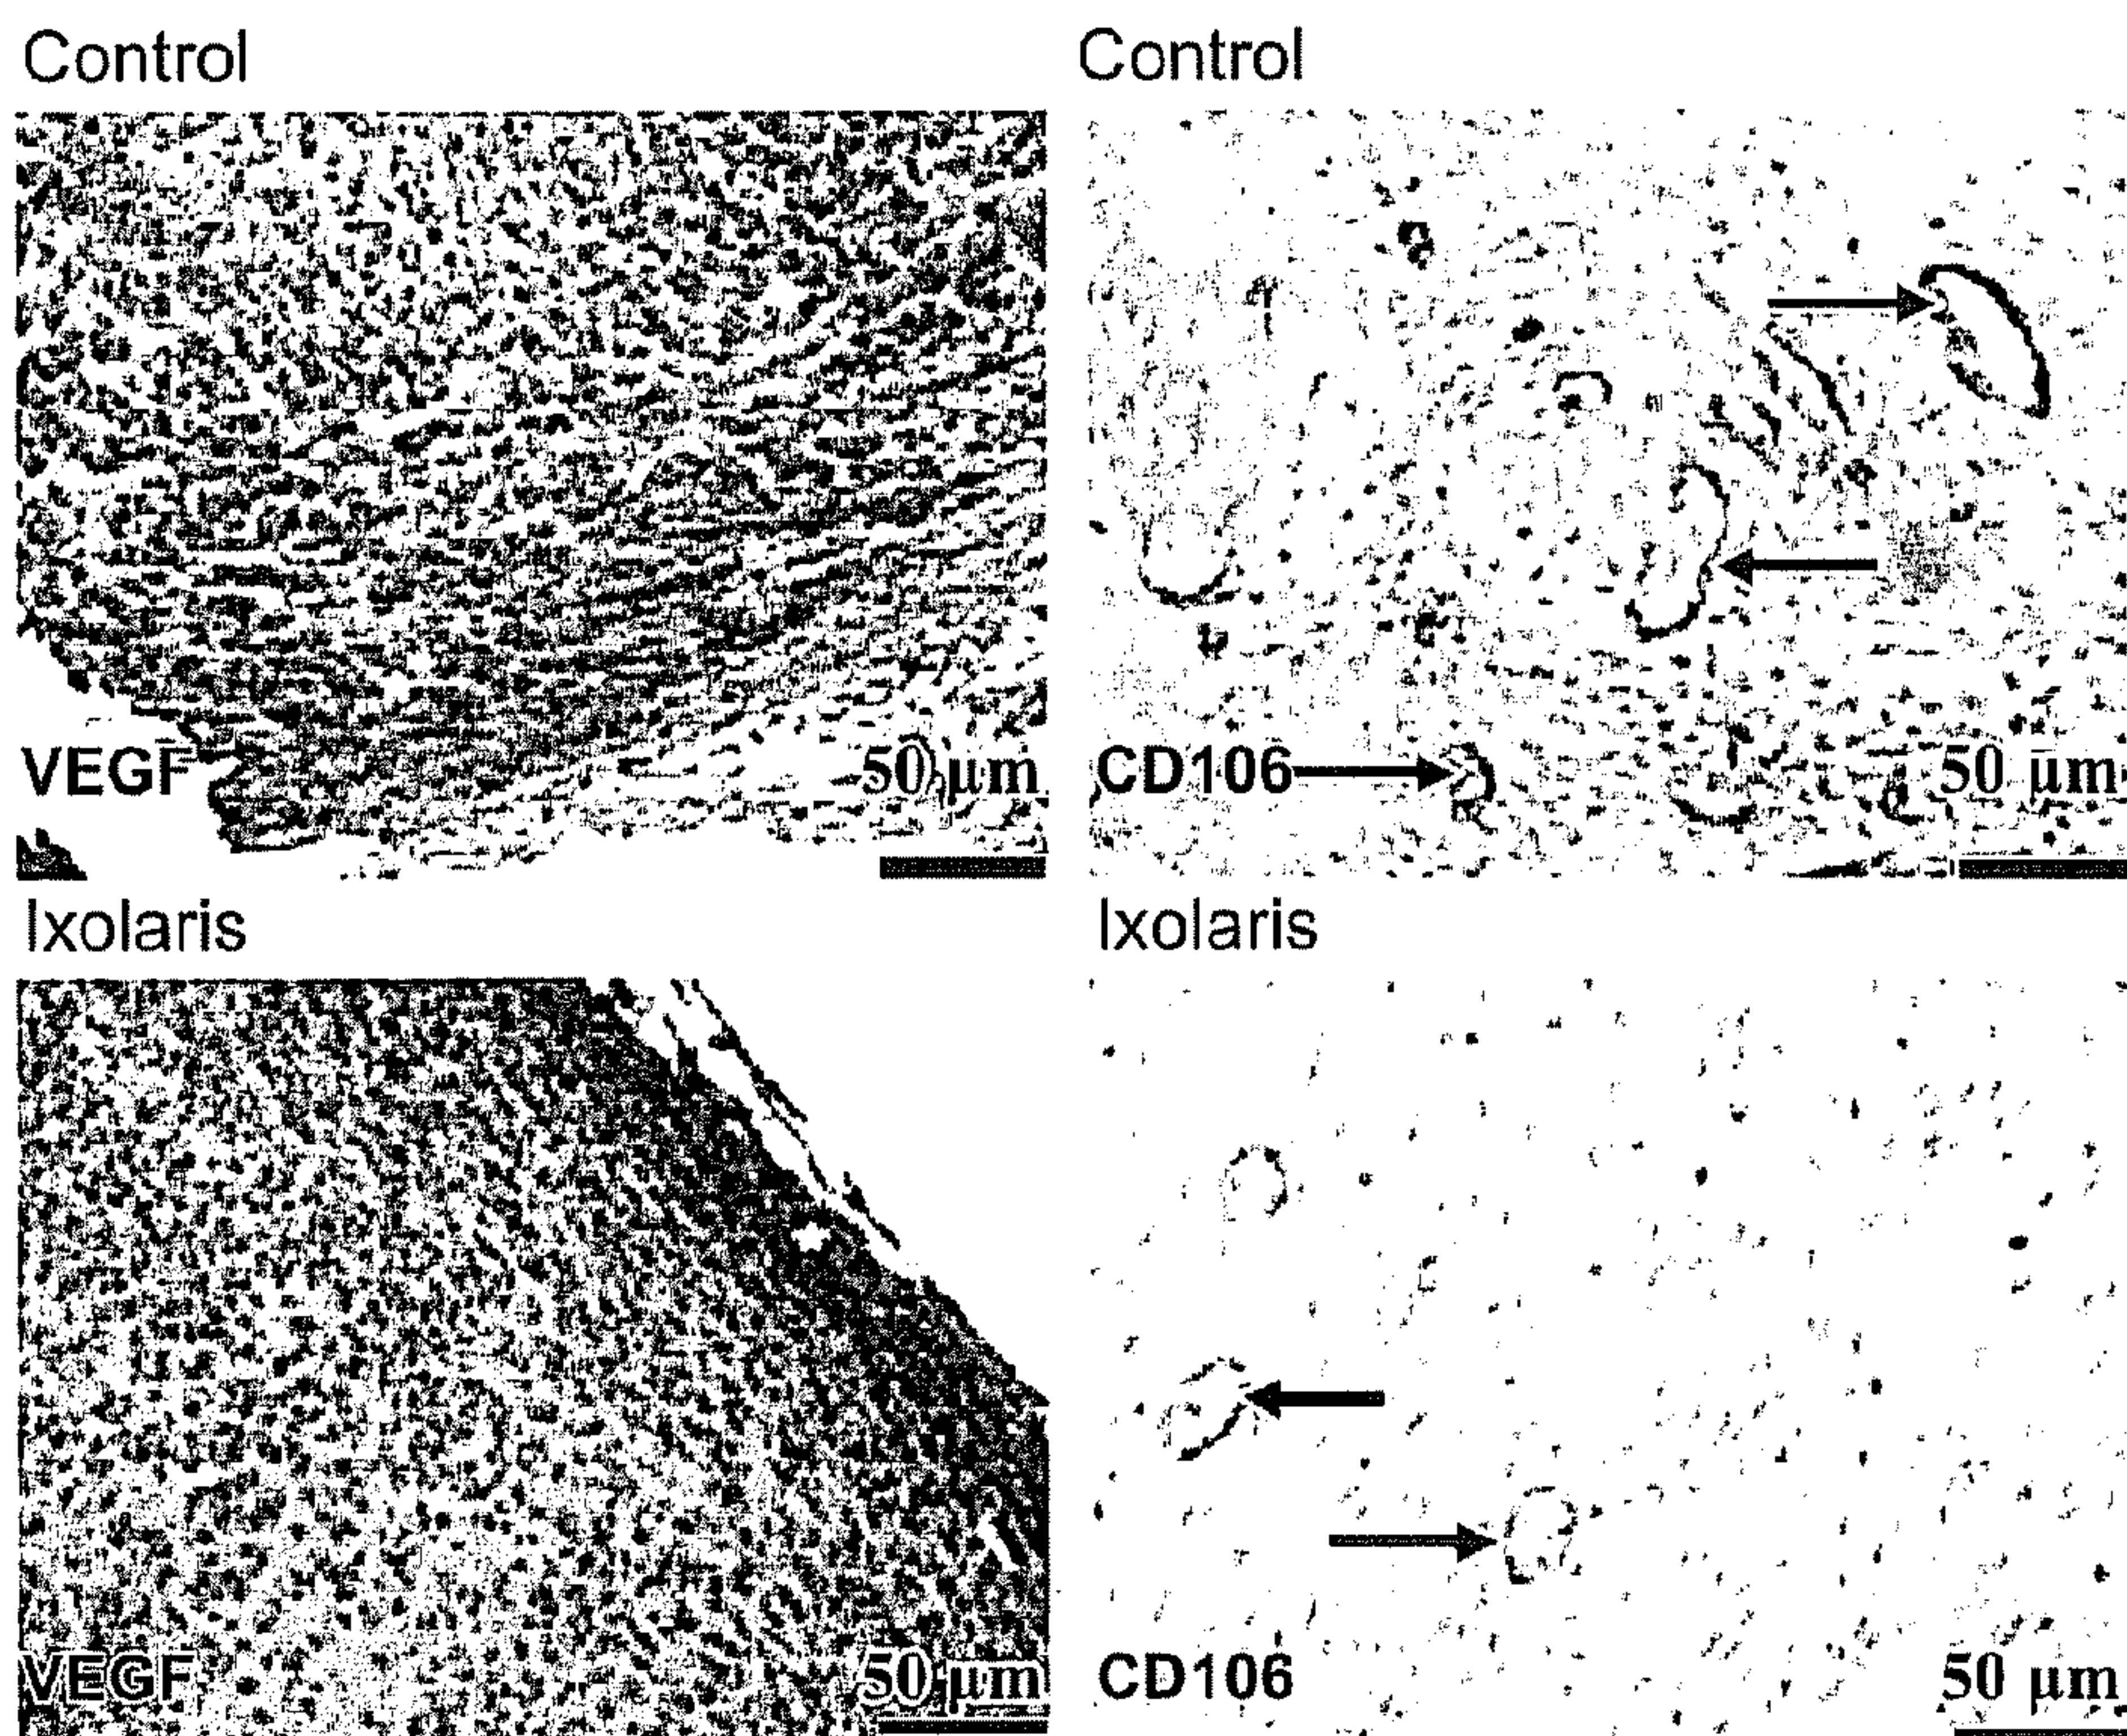 Control
Control
VEGF
50 µm
CD106
50 µm
Ixolaris
Ixolaris
VEGF
50 µm
CD106
50 µm